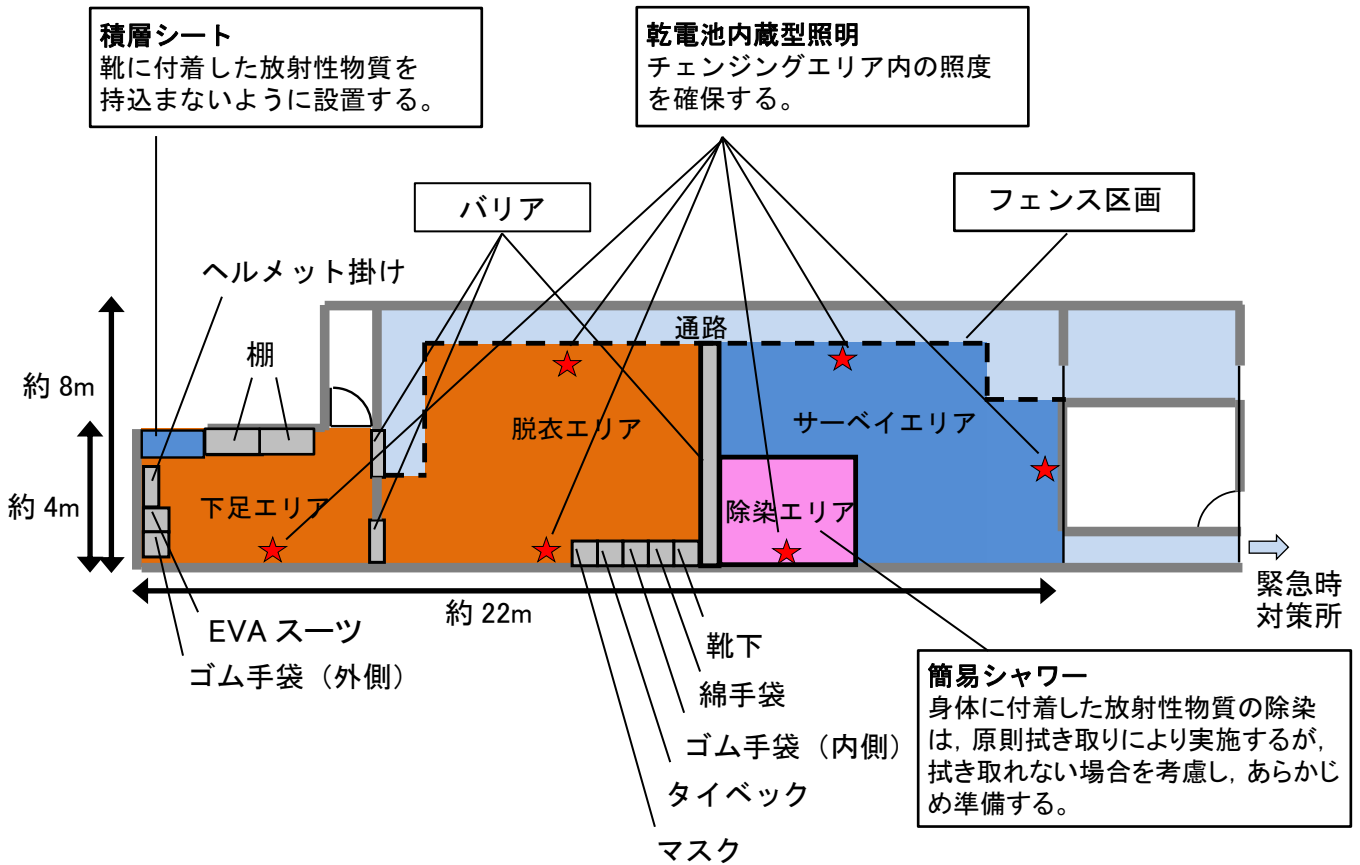 積層シート
靴に付着した放射性物質を
持込まないように設置する。
乾電池内蔵型照明
チェンジングエリア内の照度
を確保する。
バリア
フェンス区画
ヘルメット掛け
通路
棚
約 8m
脱衣エリア
サーベイエリア
約 4m
下足エリア
除染エリア
約 22m
緊急時
対策所
EVA スーツ
ゴム手袋（外側）
靴下
綿手袋
ゴム手袋（内側）
タイベック
マスク
簡易シャワー
身体に付着した放射性物質の除染
は，原則拭き取りにより実施するが，
拭き取れない場合を考慮し，あらかじ
め準備する。